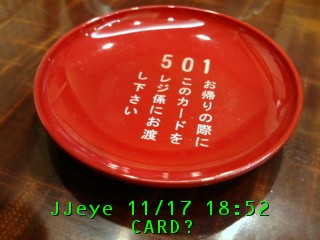 501
お帰りの際に
このカードを
レジ係にお渡
し下さい
JJeye 11/17 18:52
CARD?